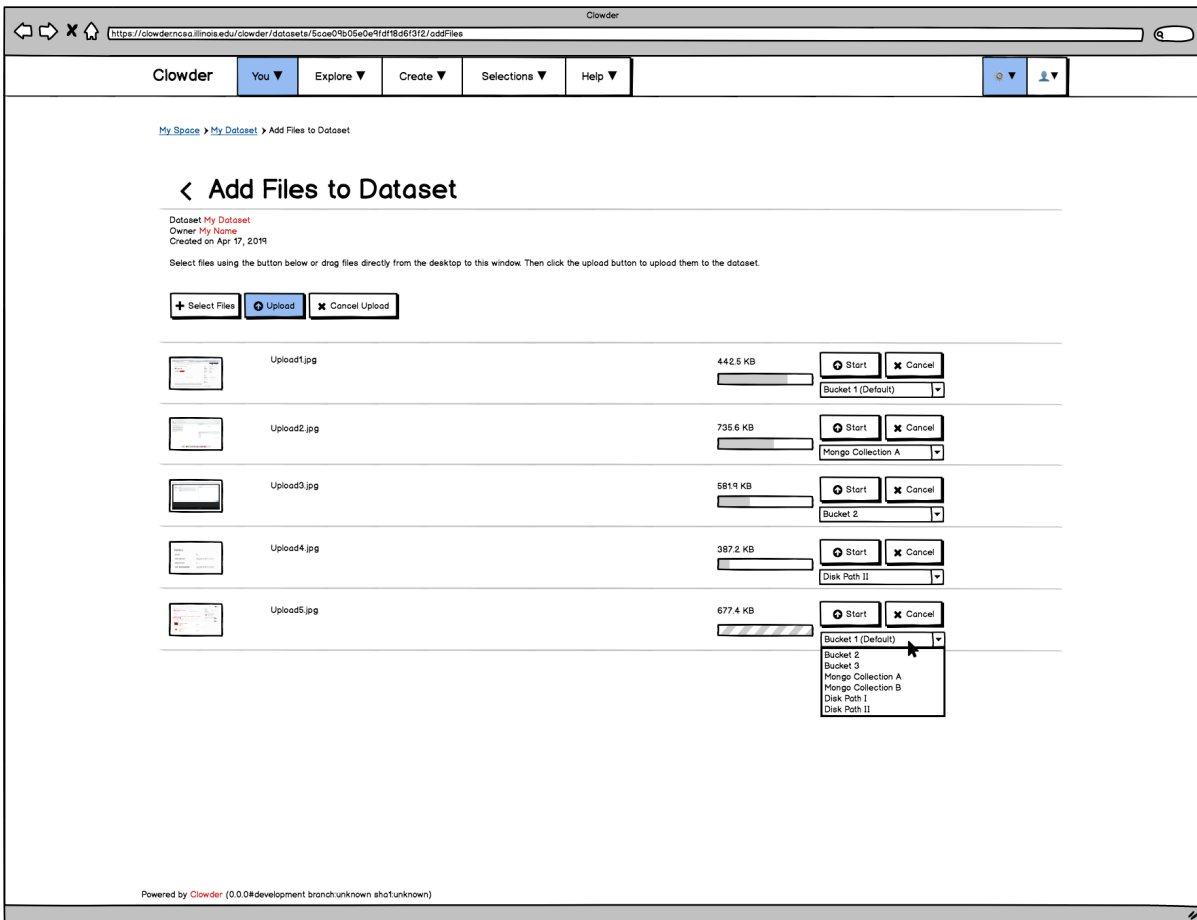 Clowder
https://clowder.ncsa.illinois.edu/clowder/datasets/5cae09b05e0e9fdf18d6f3f2/addFiles
Clowder You ▼ Explore ▼ Create ▼ Selections ▼ Help ▼
My Space > My Dataset > Add Files to Dataset
< Add Files to Dataset
Dataset My Dataset
Owner My Name
Created on Apr 17, 2019
Select files using the button below or drag files directly from the desktop to this window. Then click the upload button to upload them to the dataset.
Select Files Upload Cancel Upload
Upload1.jpg 442.5 KB Start Cancel
Bucket 1 (Default)
Upload2.jpg 735.6 KB Start Cancel
Mongo Collection A
Upload3.jpg 581.9 KB Start Cancel
Bucket 2
Upload4.jpg 387.2 KB Start Cancel
Disk Path II
Upload5.jpg 677.4 KB Start Cancel
Bucket 1 (Default)
Bucket 2
Bucket 3
Mongo Collection A
Mongo Collection B
Disk Path I
Disk Path II
Powered by Clowder (0.0.0#development branch:unknown sha1:unknown)